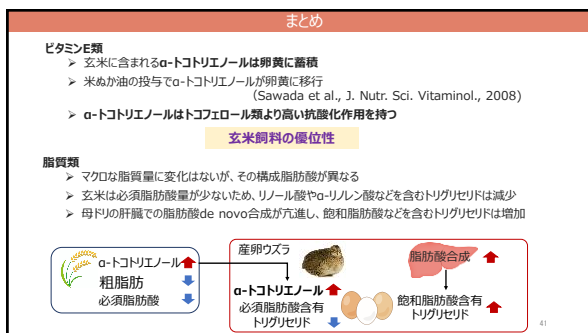 まとめ
ビタミンE類
➢ 玄米に含まれるα-トコトリエノールは卵黄に蓄積
➢ 米ぬか油の投与でα-トコトリエノールが卵黄に移行
（Sawada et al., J. Nutr. Sci. Vitaminol., 2008）
➢ α-トコトリエノールはトコフェロール類より高い抗酸化作用を持つ
玄米飼料の優位性
脂質類
➢ マクロな脂質量に変化はないが、その構成脂肪酸が異なる
➢ 玄米は必須脂肪酸量が少ないため、リノール酸やα-リノレン酸などを含むトリグリセリドは減少
➢ 母ドリの肝臓での脂肪酸de novo合成が亢進し、飽和脂肪酸などを含むトリグリセリドは増加
α-トコトリエノール
粗脂肪
必須脂肪酸
産卵ウズラ
α-トコトリエノール
必須脂肪酸含有
トリグリセリド
脂肪酸合成
飽和脂肪酸含有
トリグリセリド
41